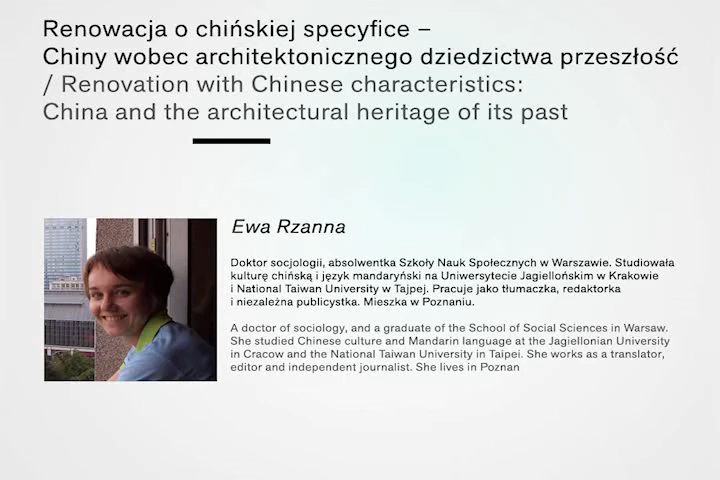 Renowacja o chińskiej specyfice –
Chiny wobec architektonicznego dziedzictwa przeszłość
/ Renovation with Chinese characteristics:
China and the architectural heritage of its past
Ewa Rzanna
Doktor socjologii, absolwentka Szkoły Nauk Społecznych w Warszawie. Studiowała
kulturę chińską i język mandaryński na Uniwersytecie Jagiellońskim w Krakowie
i National Taiwan University w Tajpej. Pracuje jako tłumaczka, redaktorka
i niezależna publicystka. Mieszka w Poznaniu.
A doctor of sociology, and a graduate of the School of Social Sciences in Warsaw.
She studied Chinese culture and Mandarin language at the Jagiellonian University
in Cracow and the National Taiwan University in Taipei. She works as a translator,
editor and independent journalist. She lives in Poznan